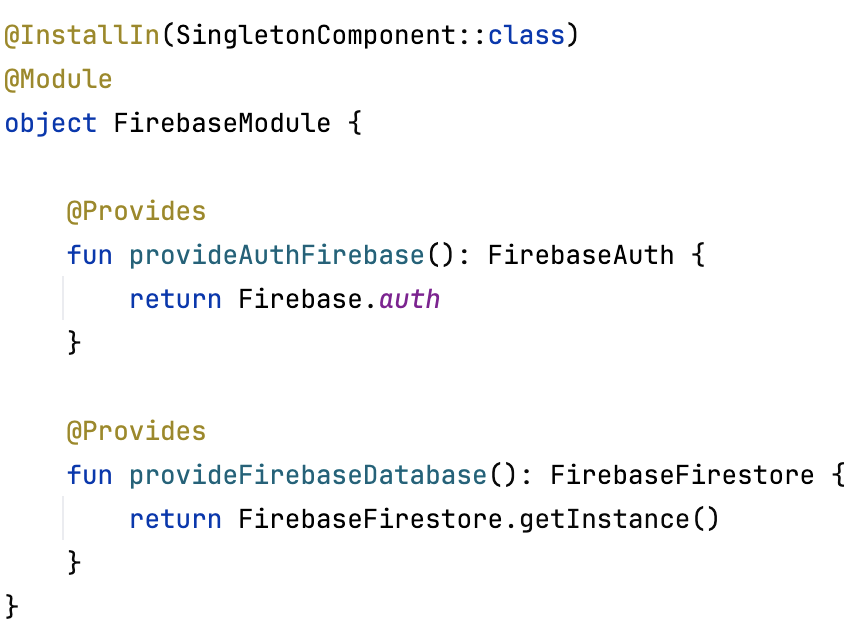 @InstallIn(SingletonComponent::class)
@Module
object FirebaseModule {
    @Provides
    fun provideAuthFirebase(): FirebaseAuth {
        return Firebase.auth
    }
    @Provides
    fun provideFirebaseDatabase(): FirebaseFirestore {
        return FirebaseFirestore.getInstance()
    }
}